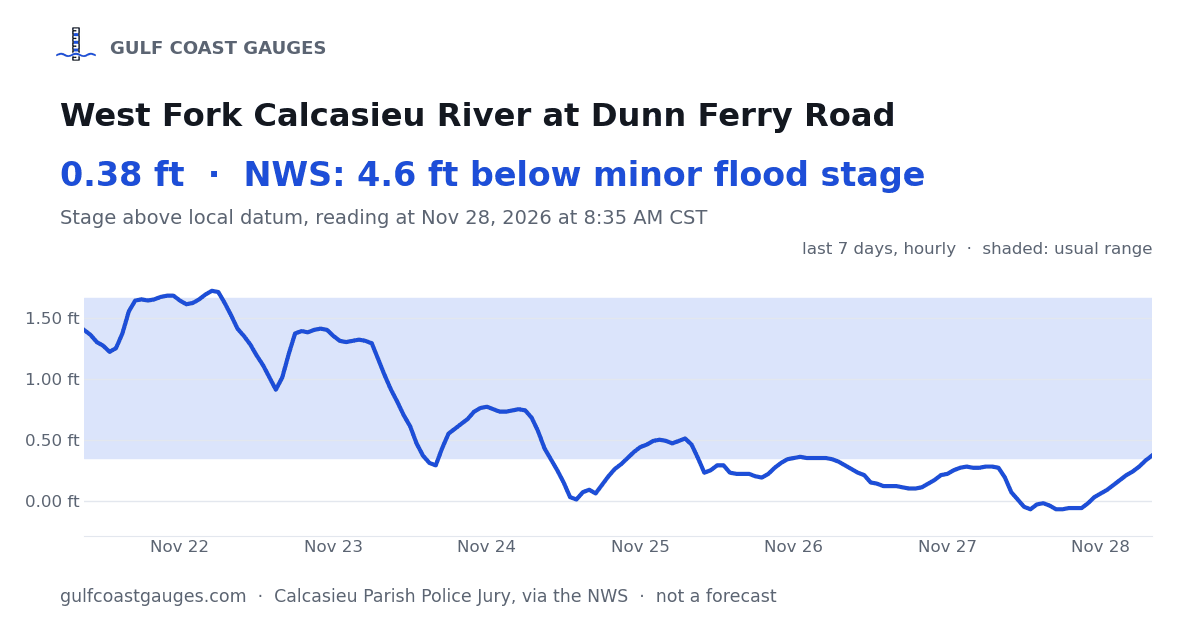 GULF COAST GAUGES
West Fork Calcasieu River at Dunn Ferry Road
0.38 ft · NWS: 4.6 ft below minor flood stage
Stage above local datum, reading at Nov 28, 2026 at 8:35 AM CST
last 7 days, hourly · shaded: usual range
1.50 ft
1.00 ft
0.50 ft
0.00 ft
Nov 22 Nov 23 Nov 24 Nov 25 Nov 26 Nov 27 Nov 28
gulfcoastgauges.com · Calcasieu Parish Police Jury, via the NWS · not a forecast